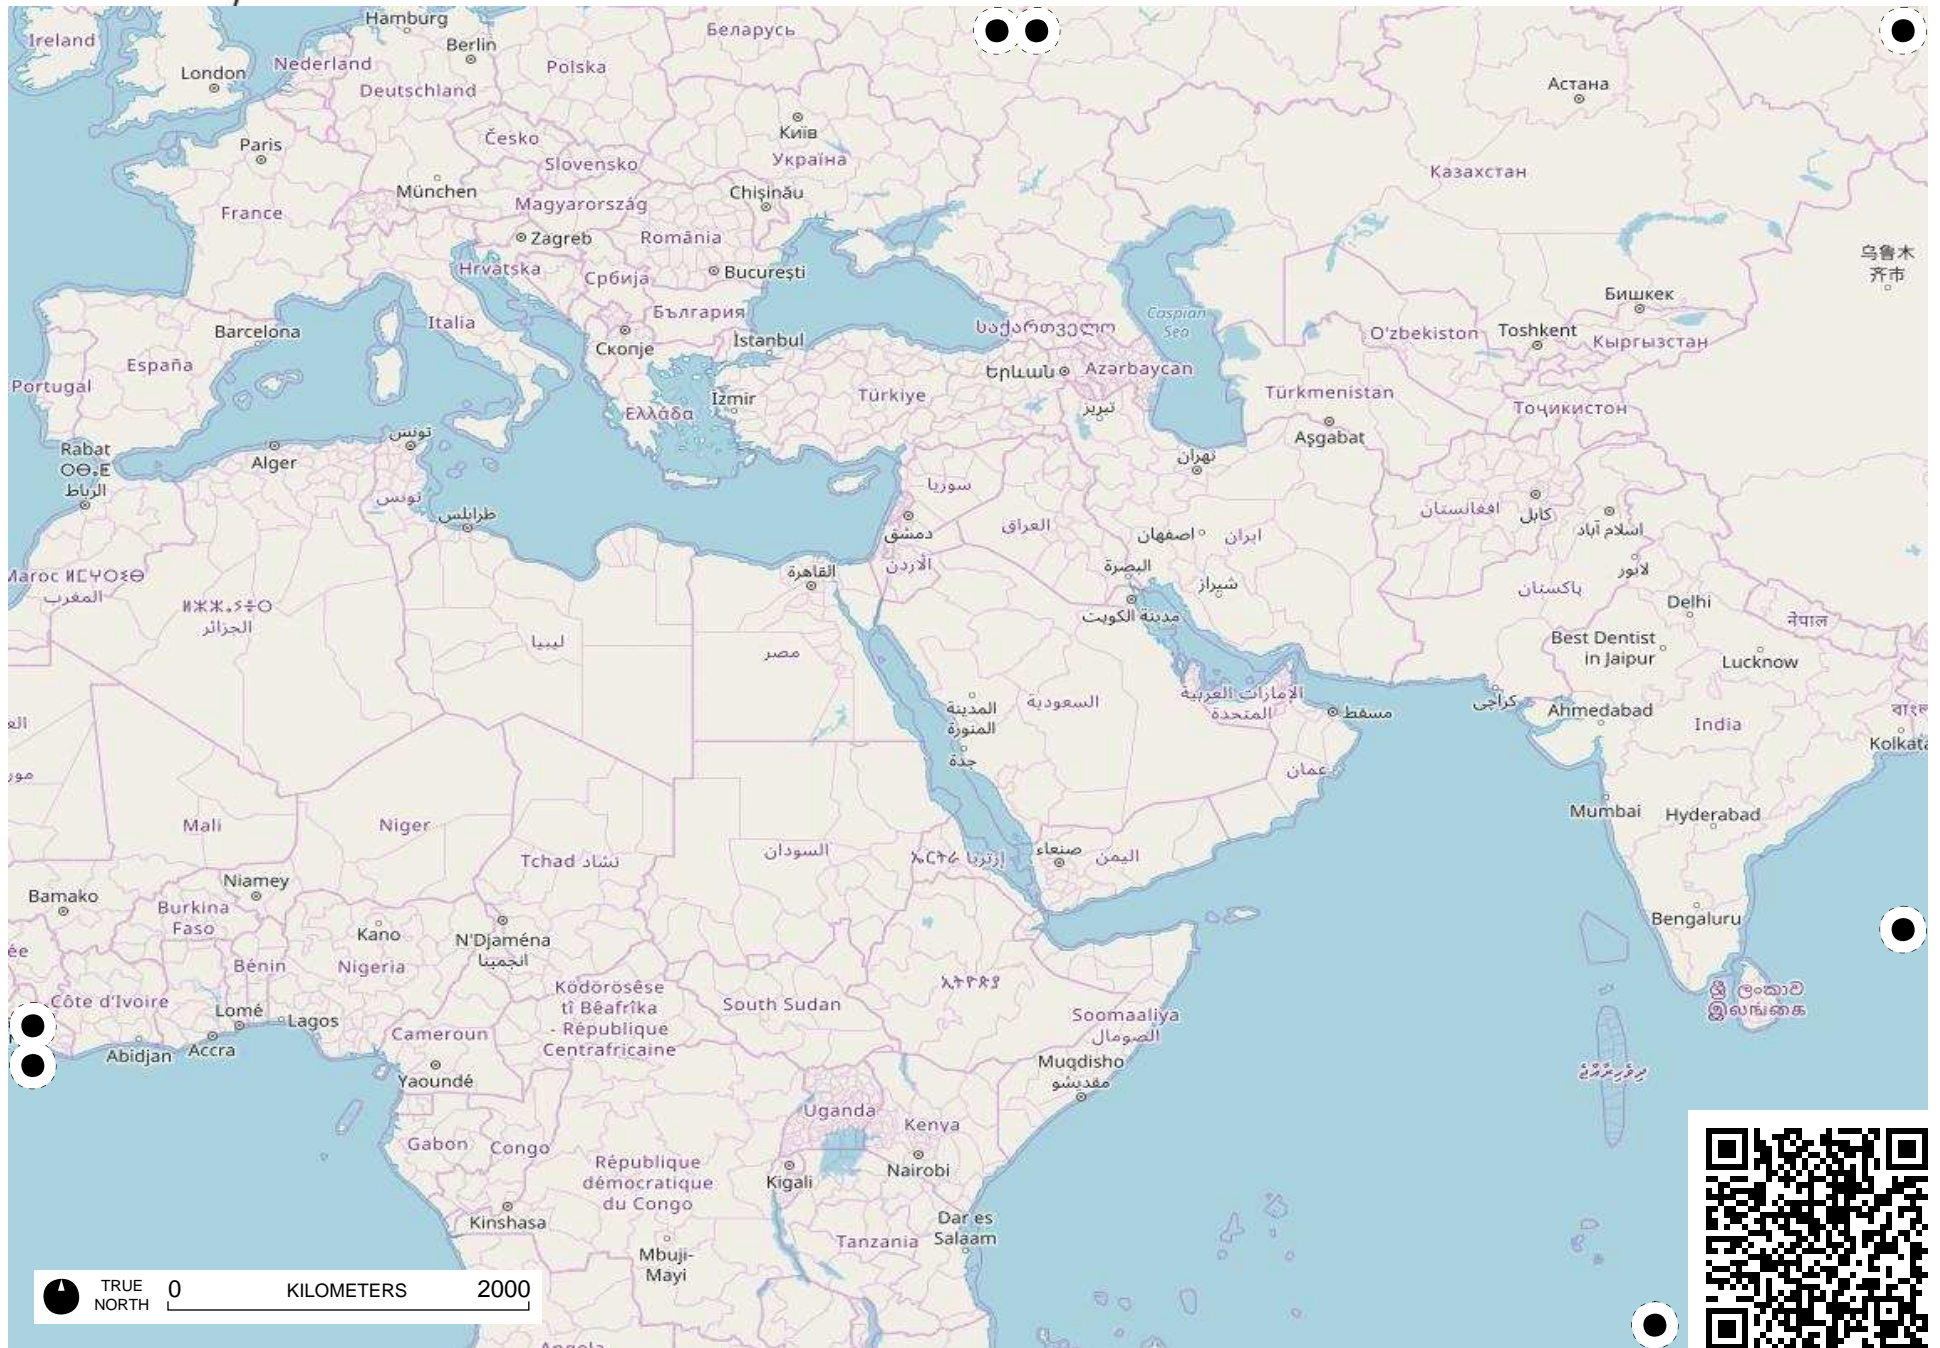 Ireland
Hamburg
Беларусь
Berlin
Nederland
London
Polska
Астана
Deutschland
Київ
Česko
Paris
Slovensko
Україна
Казахстан
München
Chișinău
Magyarország
France
Zagreb
România
乌鲁木
齐市
Hrvatska
Србија
București
Бишкек
България
Italia
Caspian
Sea
Barcelona
Istanbul
საქართველო
O'zbekiston
Toshkent
Скопје
Кыргызстан
España
Portugal
Երևան
Azərbaycan
Türkiye
Türkmenistan
İzmir
تبریز
Тоҷикистон
Ελλάδα
تونس
Aşgabat
Rabat
ⵔⴱⴰⵟ
الرباط
Alger
تهران
سوريا
تونس
طرابلس
افغانستان
کابل
العراق
اصفهان
ایران
دمشق
اسلام آباد
الأردن
القاهرة
البصرة
لاہور
شیراز
Maroc ⵍⵎⵖⵔⵉⴱ
المغرب
پاکستان
الجزائر
مدينة الكويت
Delhi
नेपाल
ليبيا
مصر
Best Dentist
in Jaipur
Lucknow
الإمارات العربية
المتحدة
السعودية
المدينة
المنورة
کراچی
مسقط
Ahmedabad
India
Kolkata
جدة
عمان
Mali
Niger
Mumbai
Hyderabad
السودان
صنعاء
اليمن
ኤርትራ إرتريا
Tchad تشاد
Niamey
Bamako
Burkina
Faso
Bengaluru
Kano
N'Djaména
انجمينا
Bénin
Nigeria
ኢትዮጵያ
Ködörösêse
tî Bêafrîka
- République
Centrafricaine
Côte d'Ivoire
South Sudan
ශ්‍රී ලංකාව
இலங்கை
Lomé
Lagos
Soomaaliya
الصومال
Cameroun
Abidjan
Accra
Muqdisho
مقديشو
Yaoundé
ދިވެހިރާއްޖެ
Uganda
Kenya
Gabon
Congo
République
démocratique
du Congo
Nairobi
Kigali
Kinshasa
Dar es
Salaam
Tanzania
Mbuji-
Mayi
TRUE
NORTH
0 KILOMETERS 2000